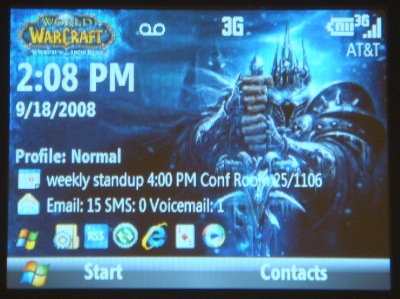 WORLD
WARCRAFT
WRATH OF THE LICH KING
3G
3G
AT&T
2:08 PM
9/18/2008
Profile: Normal
weekly standup 4:00 PM Conf Room 25/1106
Email: 15 SMS: 0 Voicemail: 1
RSS
Start
Contacts